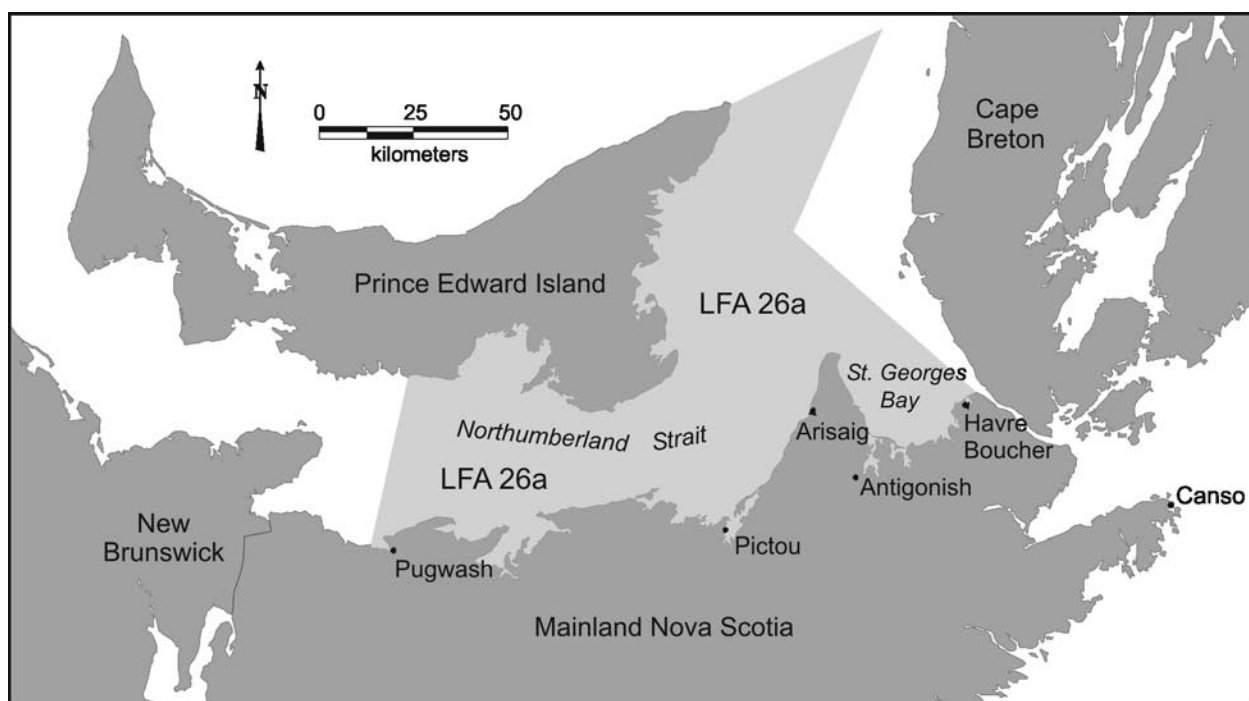 N
0 25 50
kilometers
Cape
Breton
Prince Edward Island
LFA 26a
St. Georges
Bay
Northumberland Strait
Arisaig
Havre
Boucher
LFA 26a
Antigonish
Canso
New
Brunswick
Pictou
Pugwash
Mainland Nova Scotia